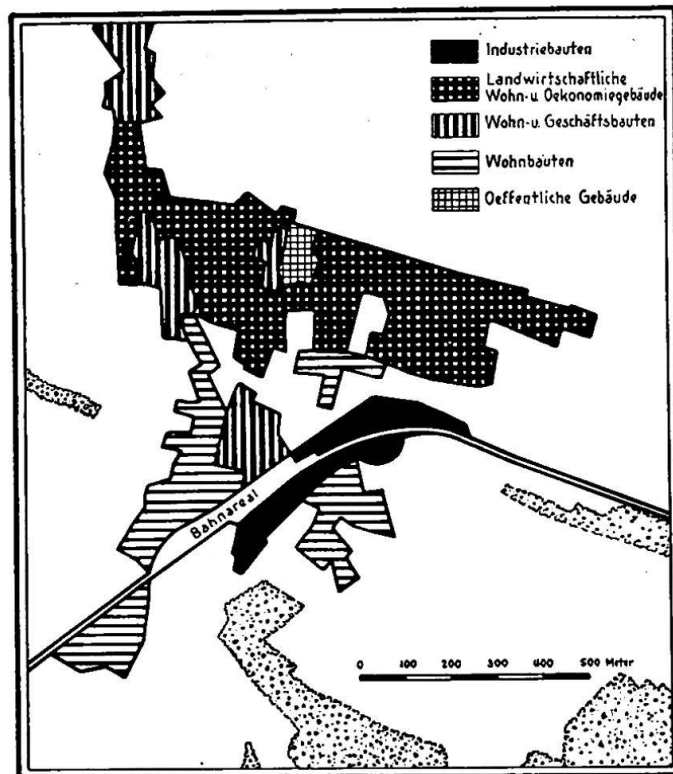 Industriebauten
Landwirtschaftliche
Wohn- u. Oekonomiegebäude
Wohn- u. Geschäftsbauten
Wohnbauten
Oeffentliche Gebäude
Bahnareal
0 100 200 300 400 500 Meter